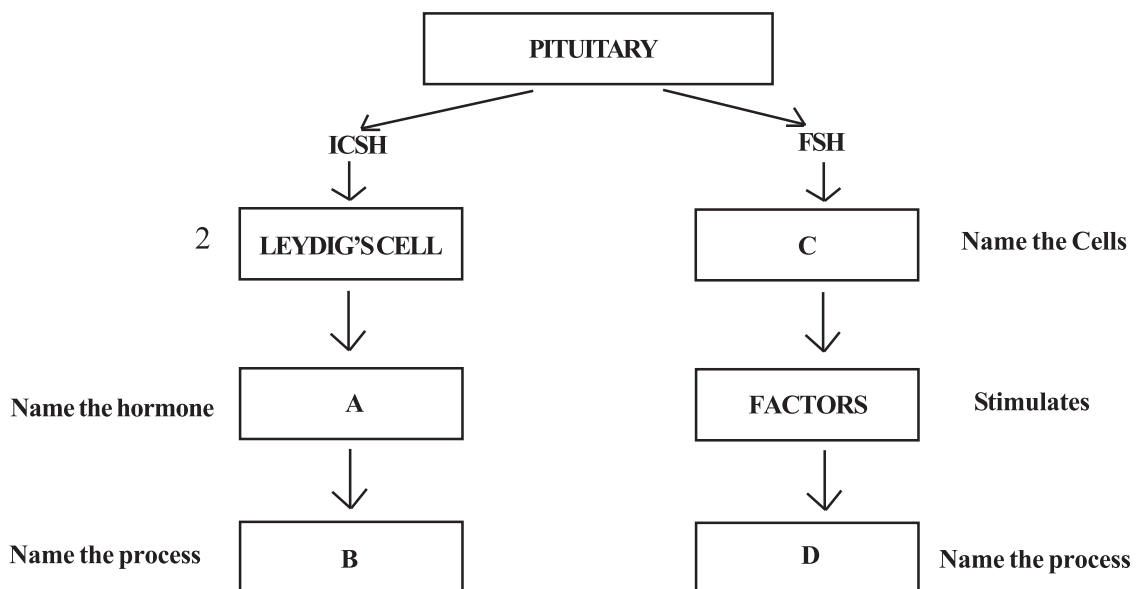 PITUITARY
ICSH
FSH
2
LEYDIG'S CELL
C
Name the Cells
Name the hormone
A
FACTORS
Stimulates
Name the process
B
D
Name the process